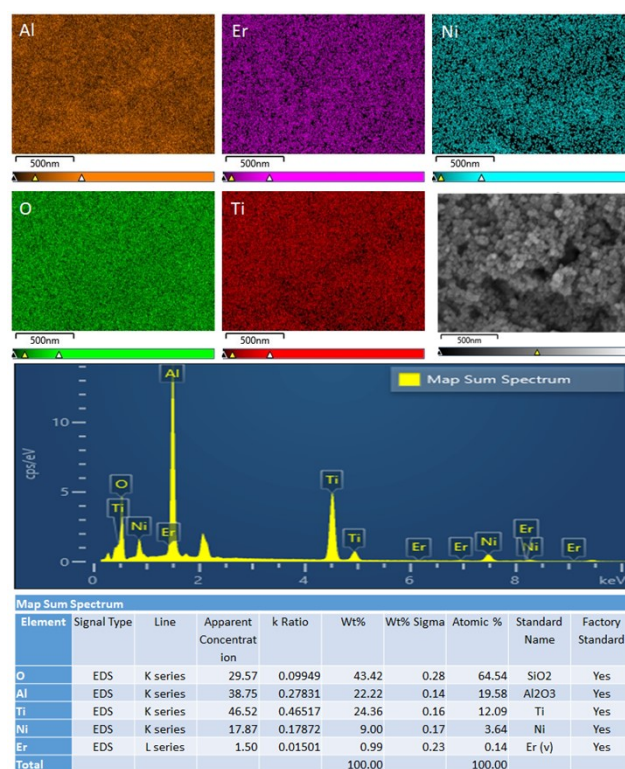 Al
Er
Ni
500nm
500nm
500nm
O
Ti
500nm
500nm
500nm
Map Sum Spectrum
cps/eV
10
5
0
Al
O
Ti
Ni
Er
Ti
Ti
Er
Er
Ni
Er
Ni
Er
0
2
4
6
8
keV
Map Sum Spectrum
Element Signal Type Line Apparent Concentrat ion k Ratio Wt% Wt% Sigma Atomic % Standard Name Factory Standard
O EDS K series 29.57 0.09949 43.42 0.28 64.54 SiO2 Yes
Al EDS K series 38.75 0.27831 22.22 0.14 19.58 Al2O3 Yes
Ti EDS K series 46.52 0.46517 24.36 0.16 12.09 Ti Yes
Ni EDS K series 17.87 0.17872 9.00 0.17 3.64 Ni Yes
Er EDS L series 1.50 0.01501 0.99 0.23 0.14 Er (v) Yes
Total 100.00 100.00